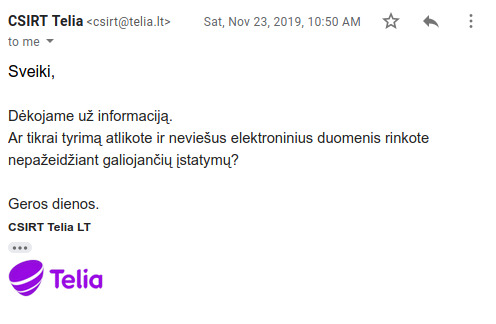 CSIRT Telia <csirt@telia.lt> Sat, Nov 23, 2019, 10:50 AM
to me
Sveiki,
Dėkojame už informaciją.
Ar tikrai tyrimą atlikote ir neviešus elektroninius duomenis rinkote
nepažeidžiant galiojančių įstatymų?
Geros dienos.
CSIRT Telia LT
Telia